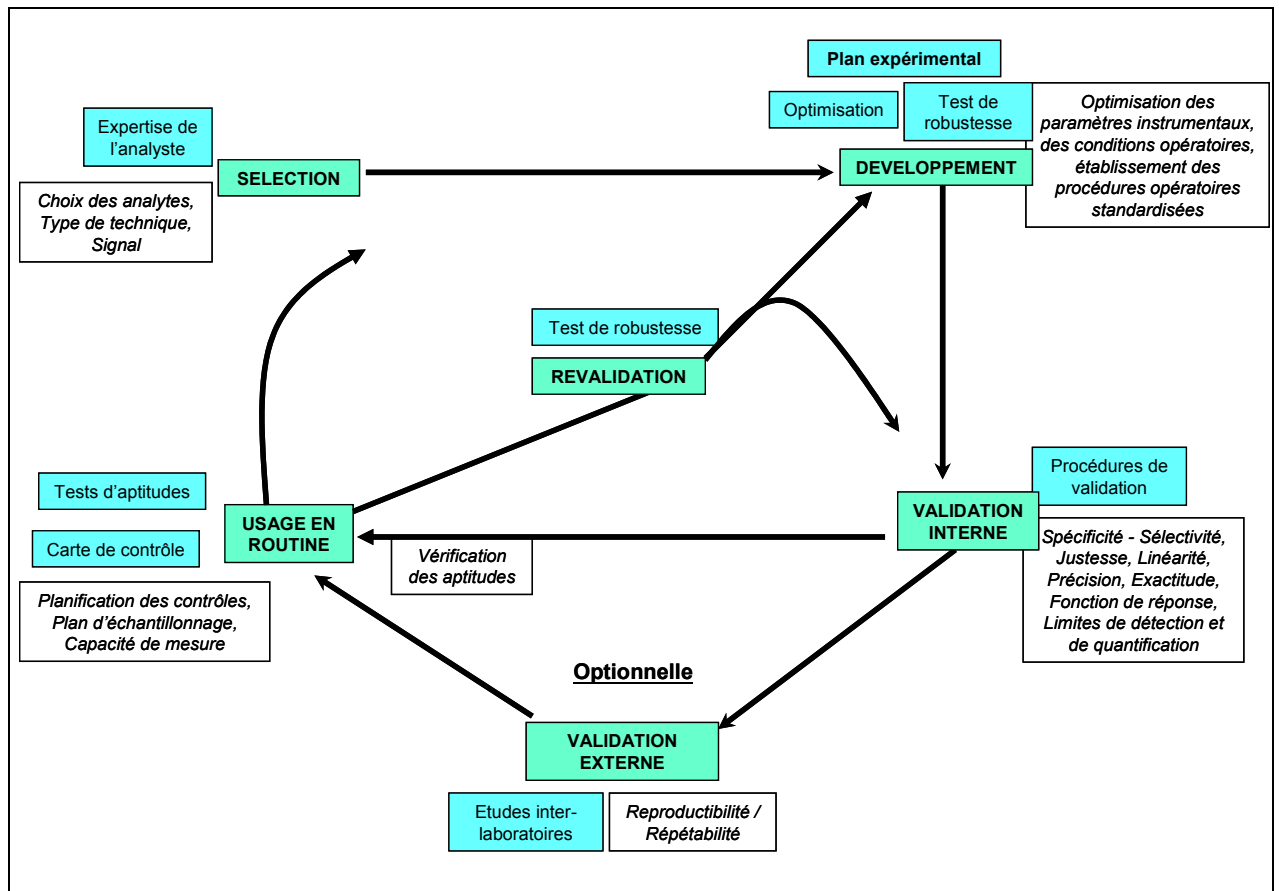 Plan expérimental
Optimisation
Test de
robustesse
Optimisation des
paramètres instrumentaux,
des conditions opératoires,
établissement des
procédures opératoires
standardisées
DEVELOPPEMENT
Expertise de
l’analyste
SELECTION
Choix des analytes,
Type de technique,
Signal
Test de robustesse
REVALIDATION
Tests d’aptitudes
Carte de contrôle
USAGE EN
ROUTINE
Planification des contrôles,
Plan d’échantillonnage,
Capacité de mesure
Vérification
des aptitudes
Procédures de
validation
VALIDATION
INTERNE
Spécificité - Sélectivité,
Justesse, Linéarité,
Précision, Exactitude,
Fonction de réponse,
Limites de détection et
de quantification
Optionnelle
VALIDATION
EXTERNE
Etudes inter-
laboratoires
Reproductibilité /
Répétabilité